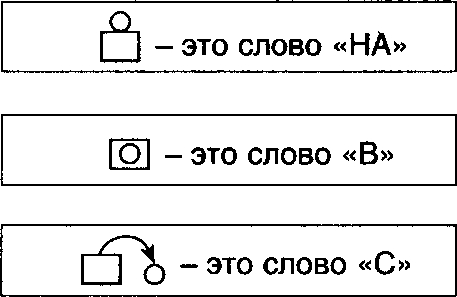 – это слово «НА»
– это слово «В»
– это слово «С»